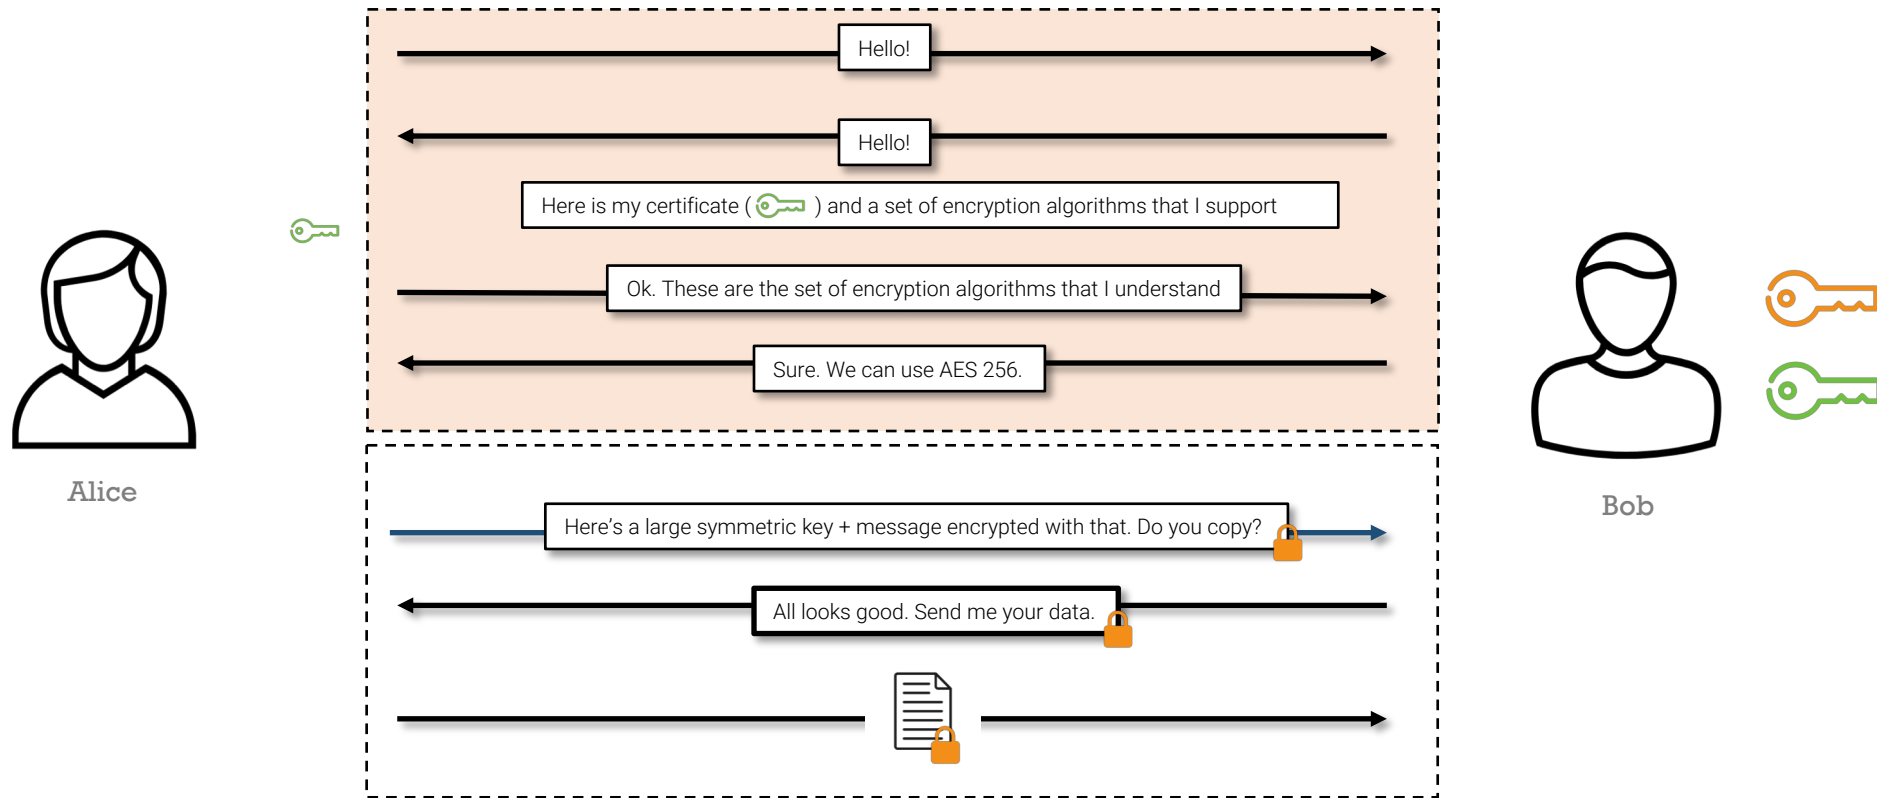 Hello!
Hello!
Here is my certificate ( ) and a set of encryption algorithms that I support
Ok. These are the set of encryption algorithms that I understand
Sure. We can use AES 256.
Alice
Bob
Here's a large symmetric key + message encrypted with that. Do you copy?
All looks good. Send me your data.